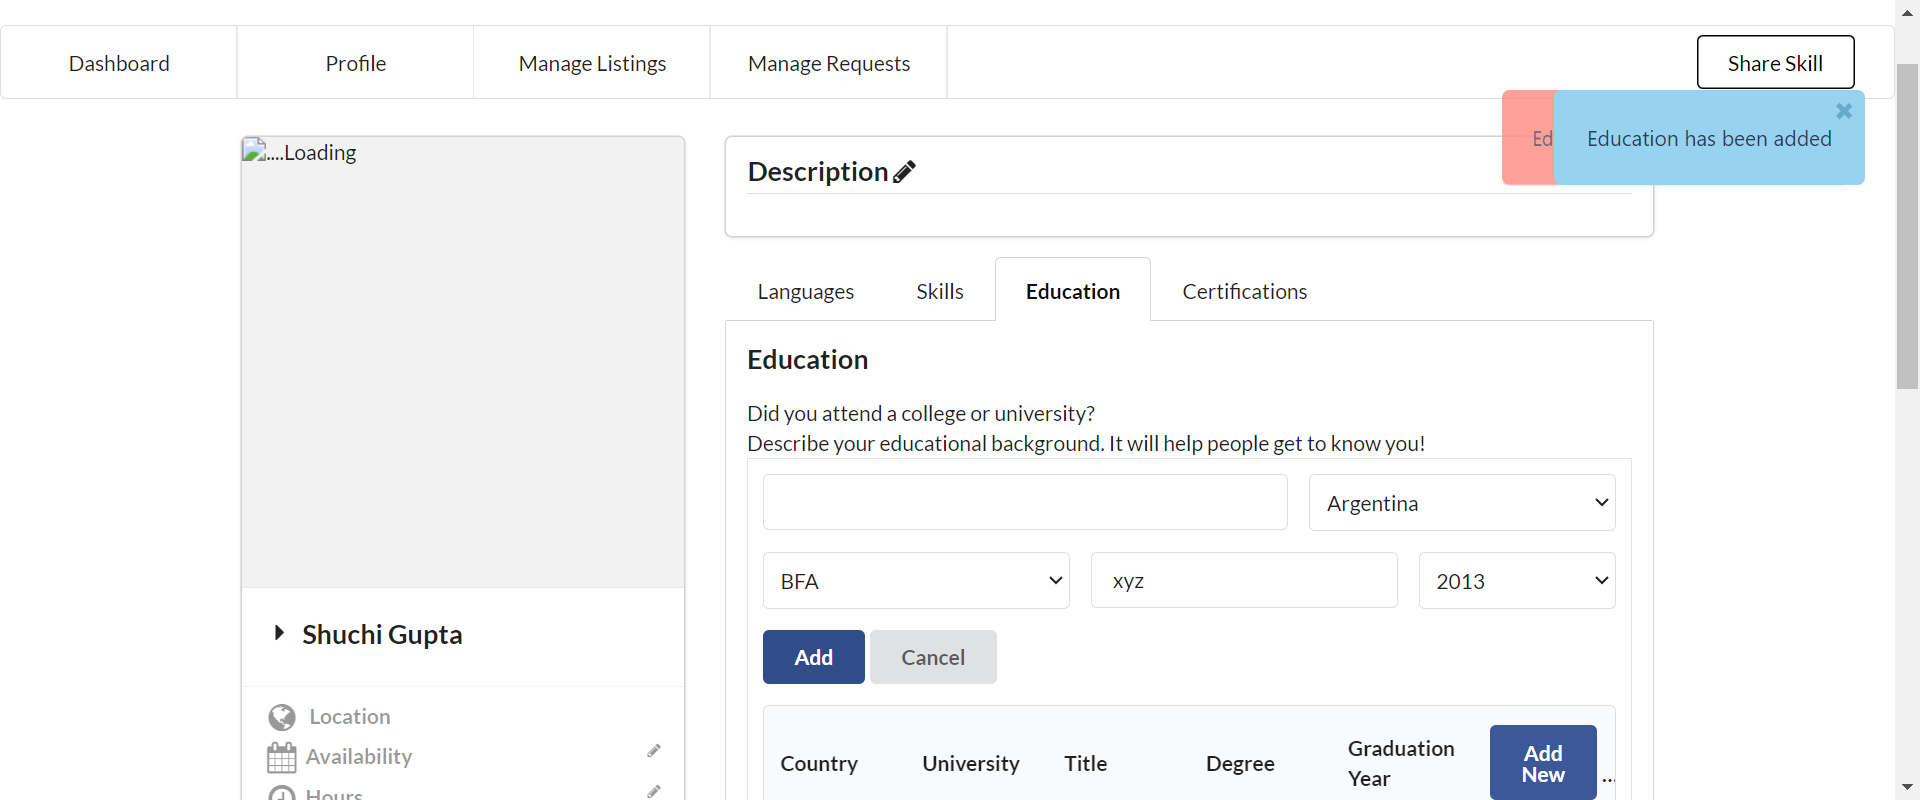 Dashboard
Profile
Manage Listings
Manage Requests
Share Skill
Ed
Education has been added
....Loading
Description
Languages
Skills
Education
Certifications
Education
Did you attend a college or university?
Describe your educational background. It will help people get to know you!
Argentina
BFA
xyz
2013
Add
Cancel
Shuchi Gupta
Location
Availability
Hours
Country
University
Title
Degree
Graduation
Year
Add
New
...